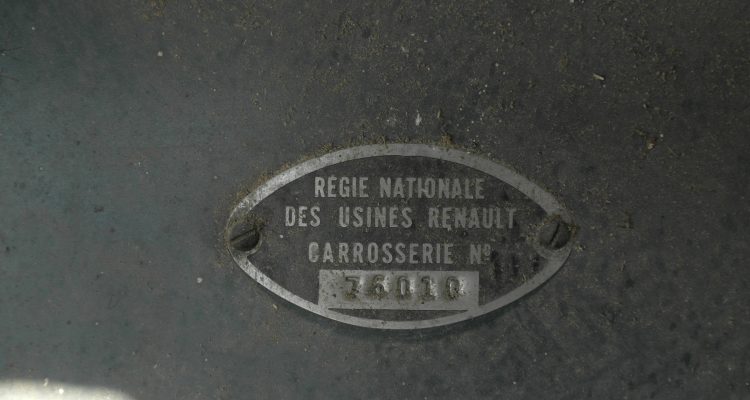 REGIE NATIONALE
DES USINES RENAULT
CARROSSERIE Nº
76010